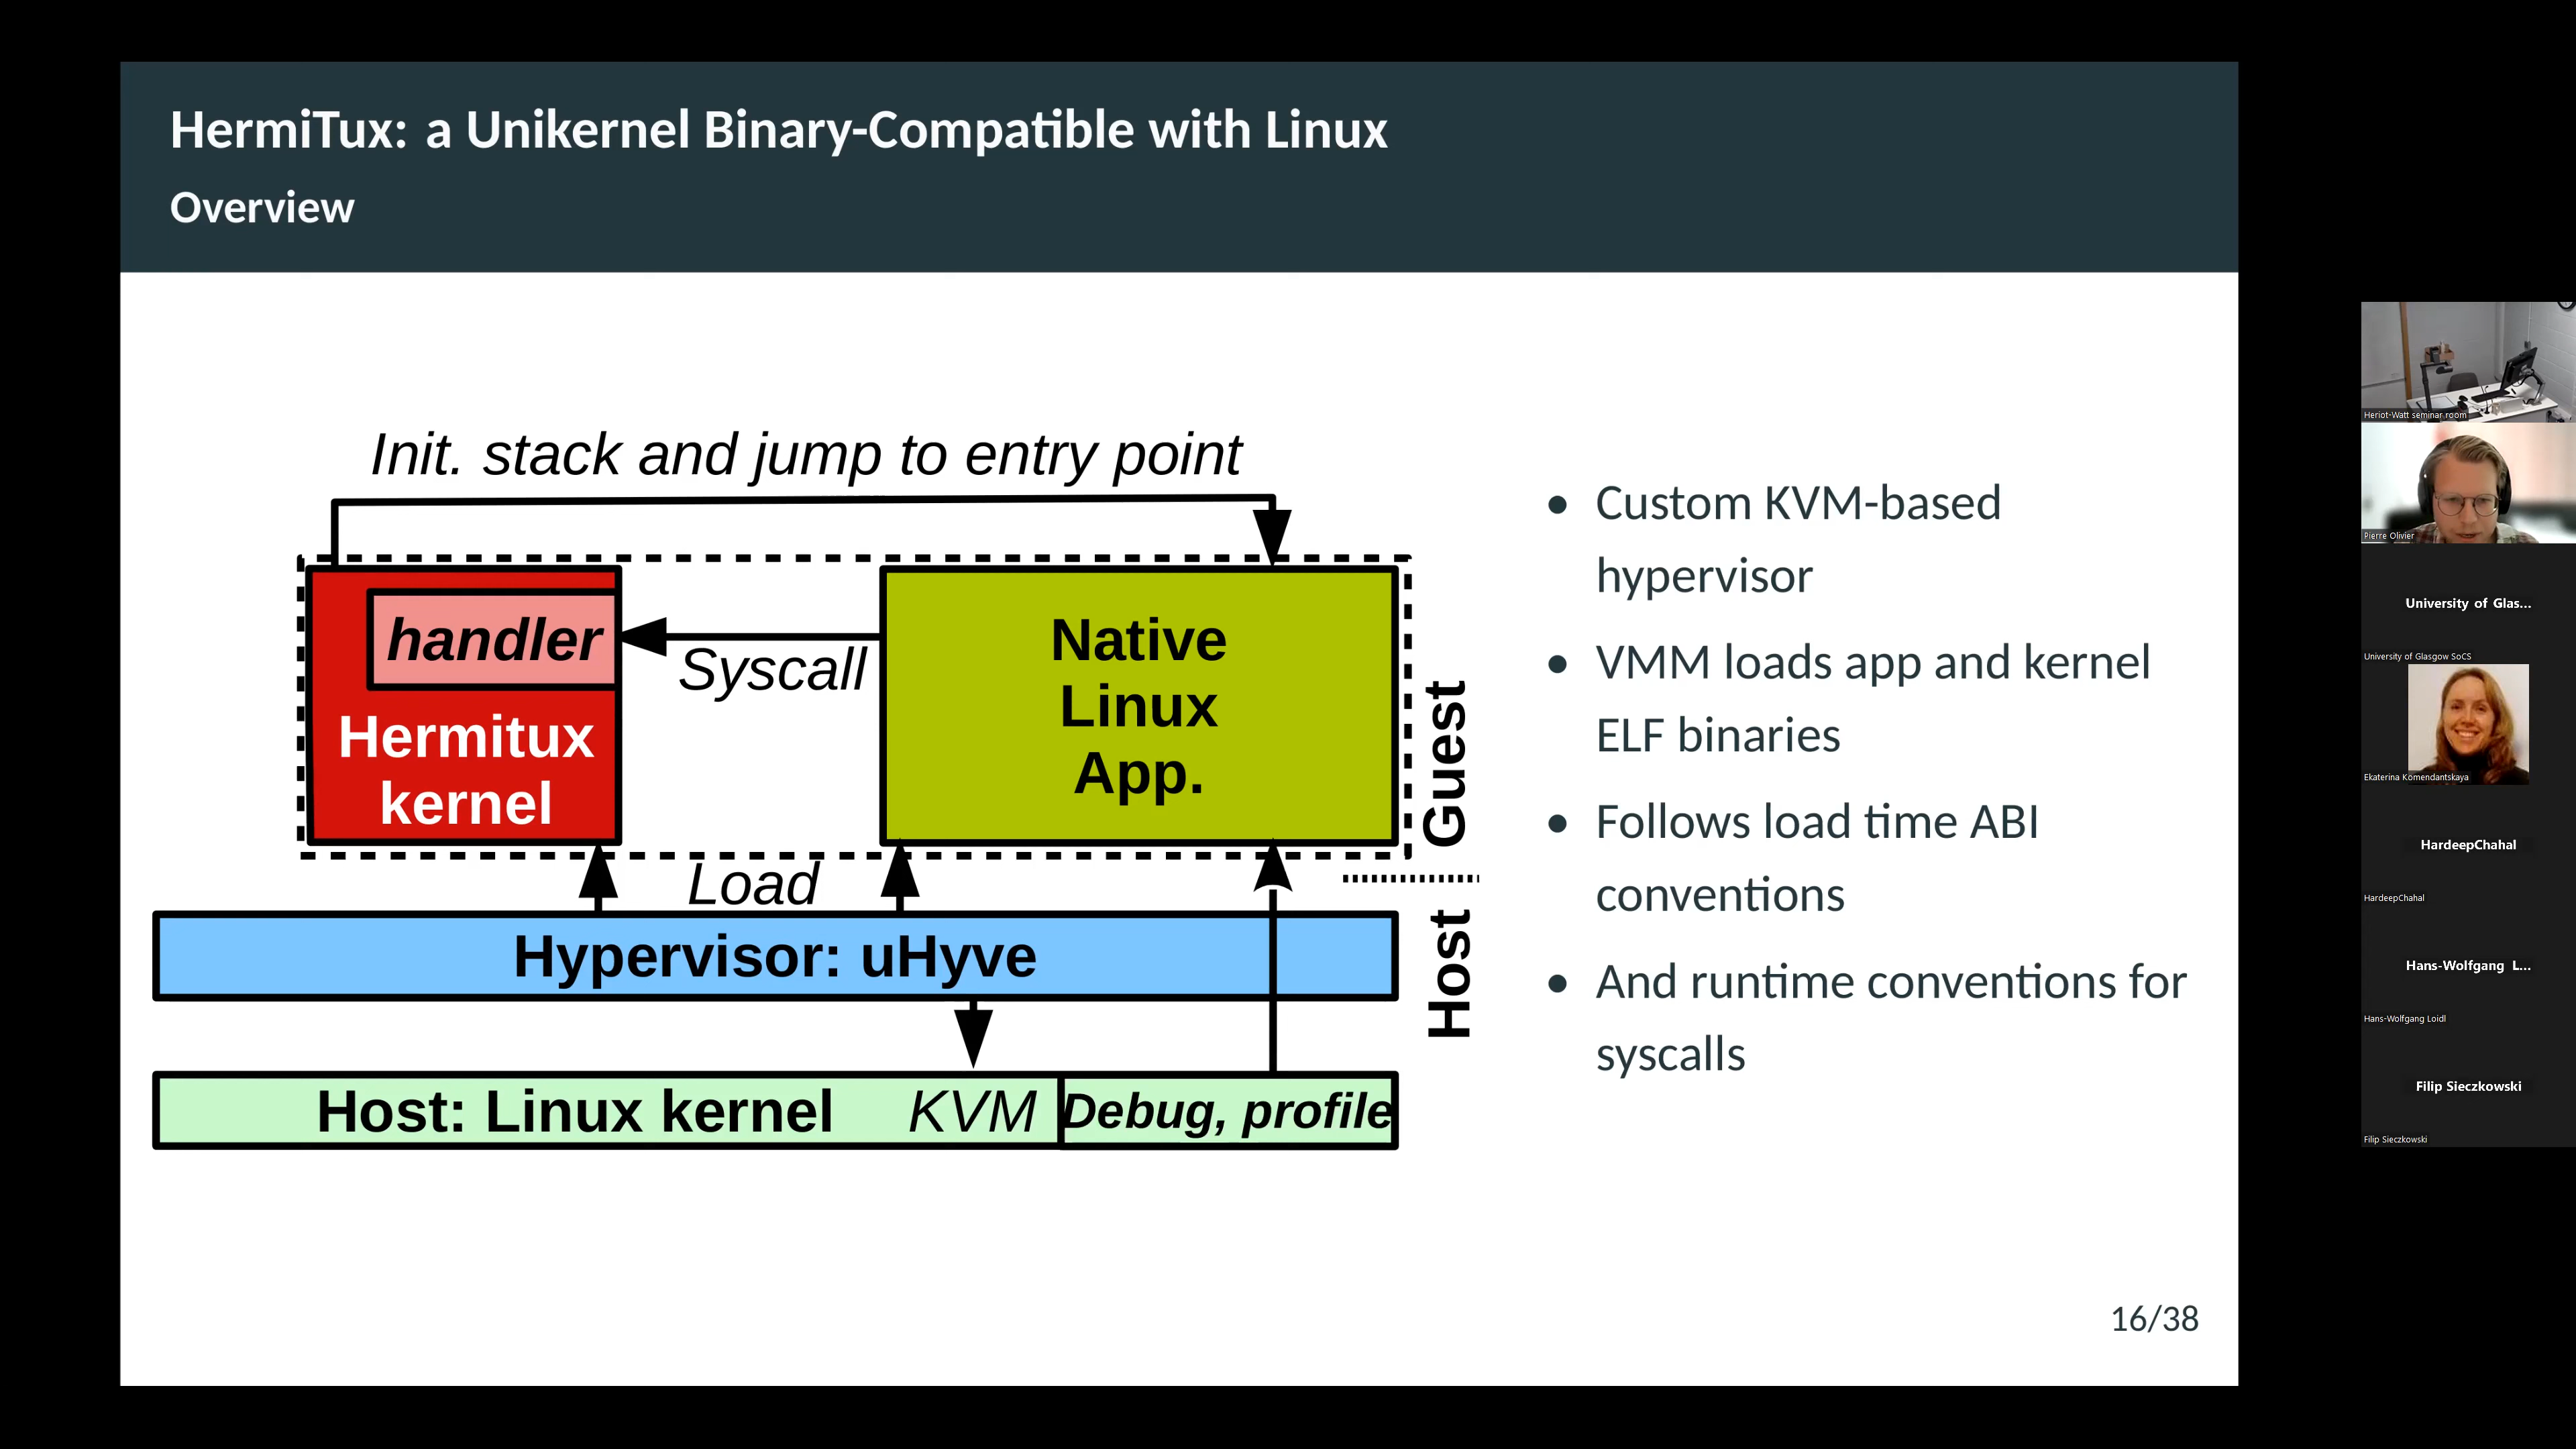 HermiTux: a Unikernel Binary-Compatible with Linux
Overview
Init. stack and jump to entry point
handler
Syscall
Hermitux
kernel
Native
Linux
App.
Guest
Load
Host
Hypervisor: uHyve
Host: Linux kernel
KVM
Debug, profile
• Custom KVM-based
hypervisor
• VMM loads app and kernel
ELF binaries
• Follows load time ABI
conventions
• And runtime conventions for
syscalls
16/38
Heriot-Watt seminar room
Pierre Olivier
University of Glas...
University of Glasgow SoCS
Ekaterina Komendantskaya
HardeepChahal
HardeepChahal
Hans-Wolfgang L...
Hans-Wolfgang Loidl
Filip Sieczkowski
Filip Sieczkowski